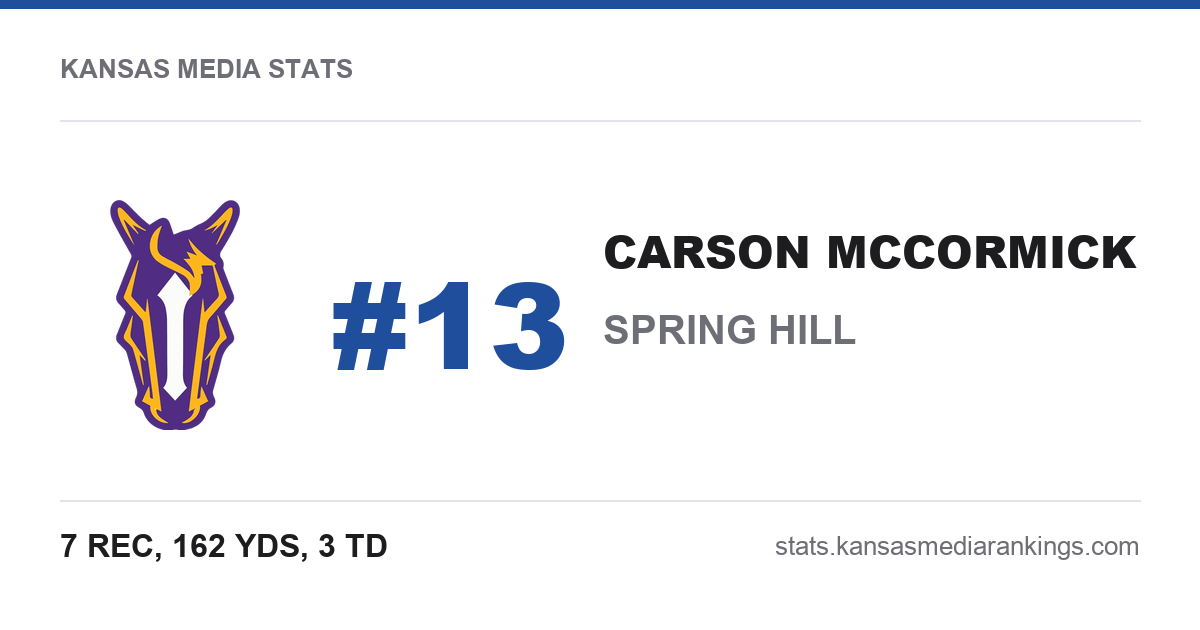 KANSAS MEDIA STATS
#13
CARSON MCCORMICK
SPRING HILL
7 REC, 162 YDS, 3 TD
stats.kansasmediarankings.com